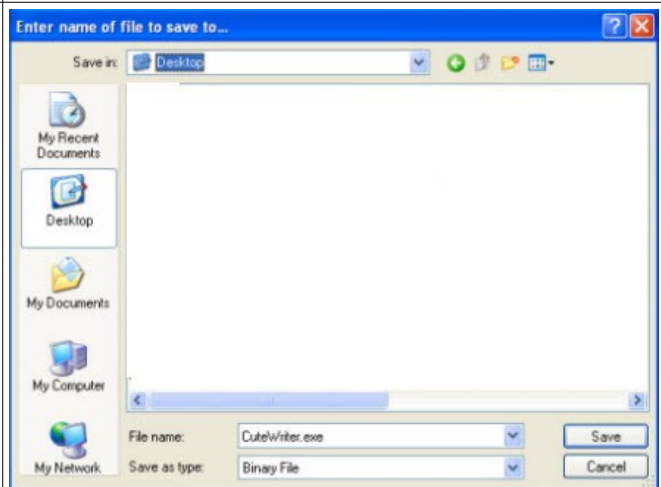 Enter name of file to save to...
Save in: Desktop
My Recent
Documents
Desktop
My Documents
My Computer
My Network
File name: CuteWriter.exe Save
Save as type: Binary File Cancel